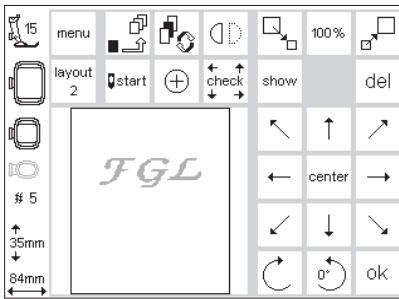 15 menu 100%
layout
2
start check show del
FGL
center
# 5
35mm
84mm
0° ok